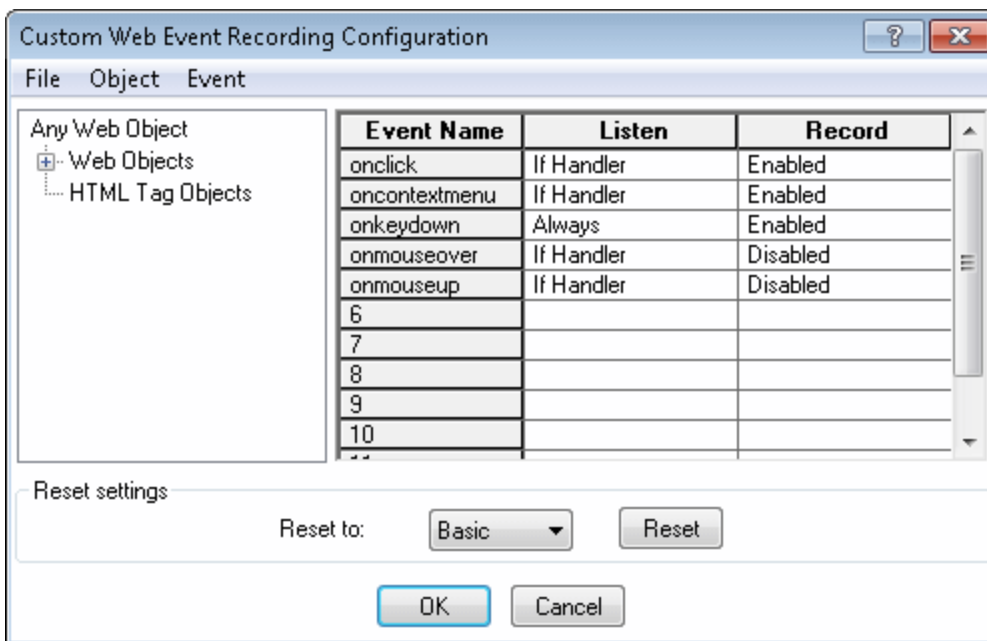 Custom Web Event Recording Configuration
File Object Event
Any Web Object
Web Objects
HTML Tag Objects
Event Name Listen Record
onclick If Handler Enabled
oncontextmenu If Handler Enabled
onkeydown Always Enabled
onmouseover If Handler Disabled
onmouseup If Handler Disabled
6
7
8
9
10
Reset settings
Reset to: Basic Reset
OK Cancel